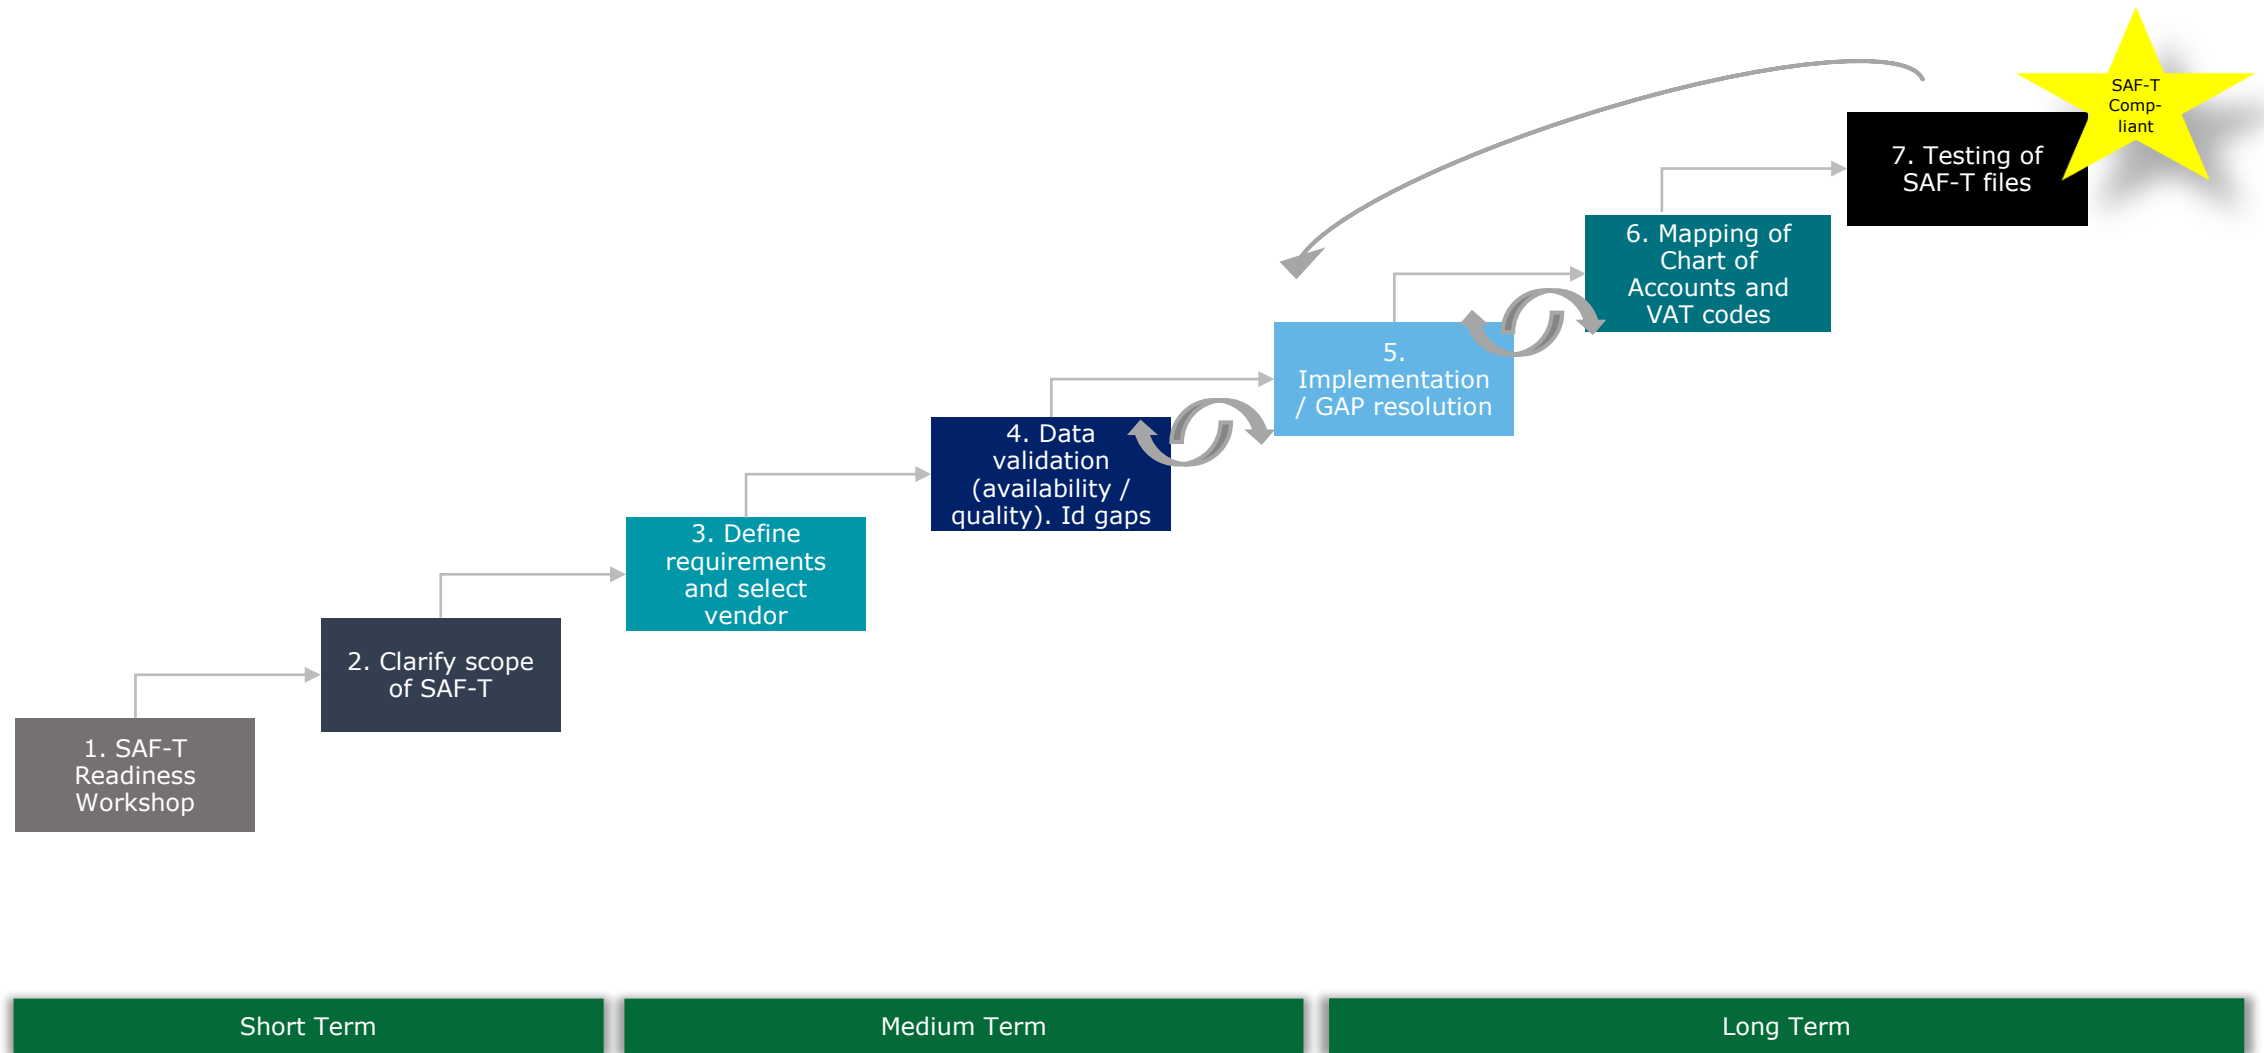 1. SAF-T
Readiness
Workshop
2. Clarify scope
of SAF-T
3. Define
requirements
and select
vendor
4. Data
validation
(availability /
quality). Id gaps
5.
Implementation
/ GAP resolution
6. Mapping of
Chart of
Accounts and
VAT codes
7. Testing of
SAF-T files
SAF-T
Comp-
liant
Short Term
Medium Term
Long Term